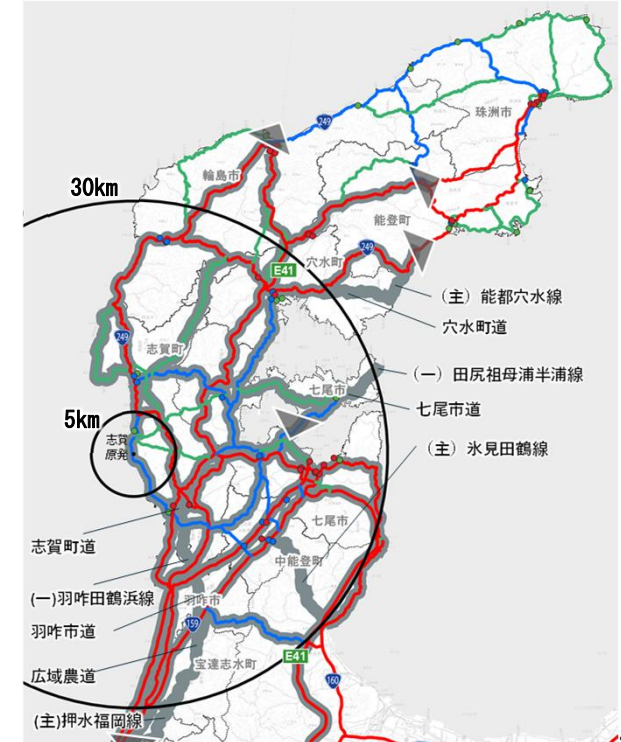 珠洲市
249
輪島市
30km
能登町
249
穴水町
E41
(主) 能都穴水線
穴水町道
249
志賀町
(一) 田尻祖母浦半浦線
七尾市
七尾市道
5km
志賀
原発
(主) 氷見田鶴線
七尾市
志賀町道
中能登町
(一)羽咋田鶴浜線
羽咋市
羽咋市道
159
E41
宝達志水町
広域農道
160
(主)押水福岡線